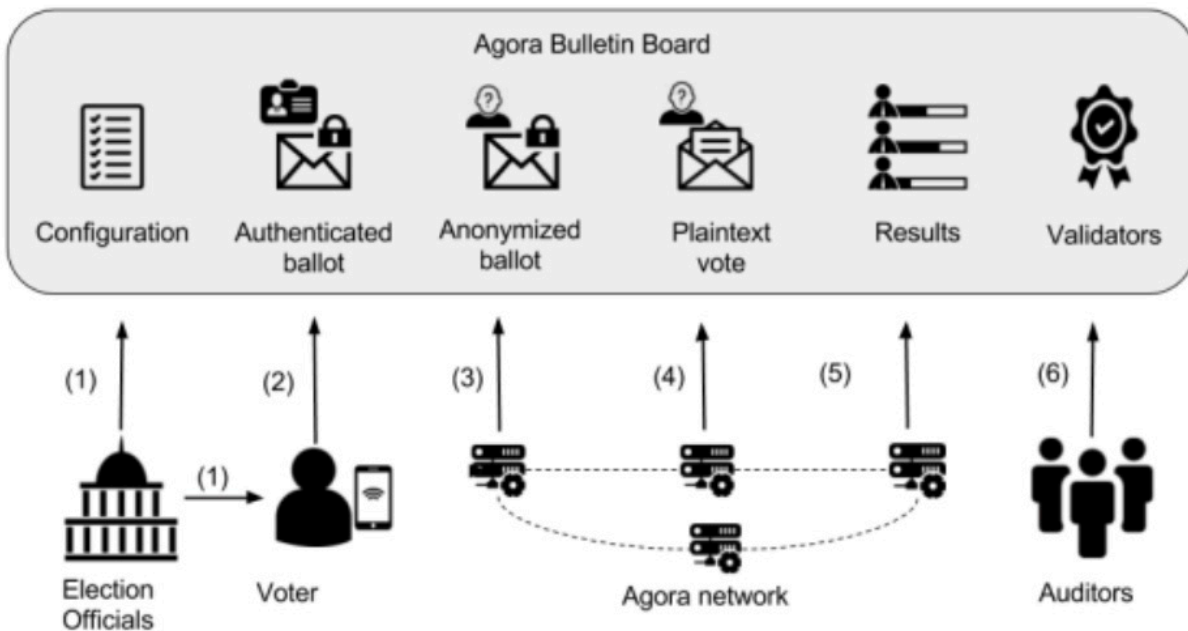 Agora Bulletin Board
?
?
Configuration
Authenticated
ballot
Anonymized
ballot
Plaintext
vote
Results
Validators
(1)
(2)
(3)
(4)
(5)
(6)
(1)
Election
Officials
Voter
Agora network
Auditors